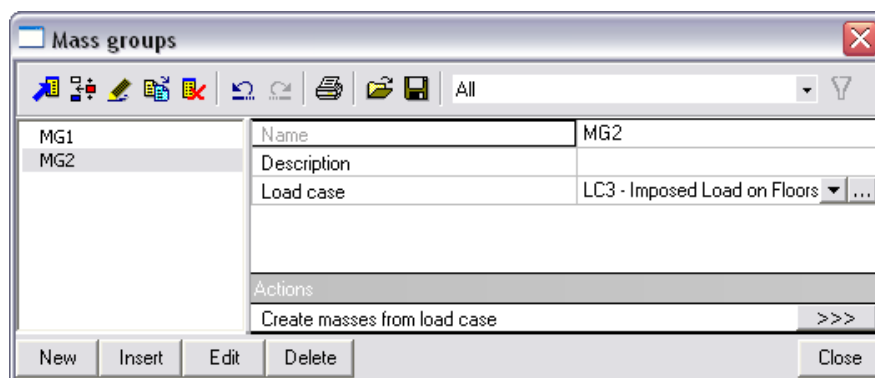 Mass groups
All
MG1
MG2
Name MG2
Description
Load case LC3 - Imposed Load on Floors ...
Actions
Create masses from load case >>>
New Insert Edit Delete Close